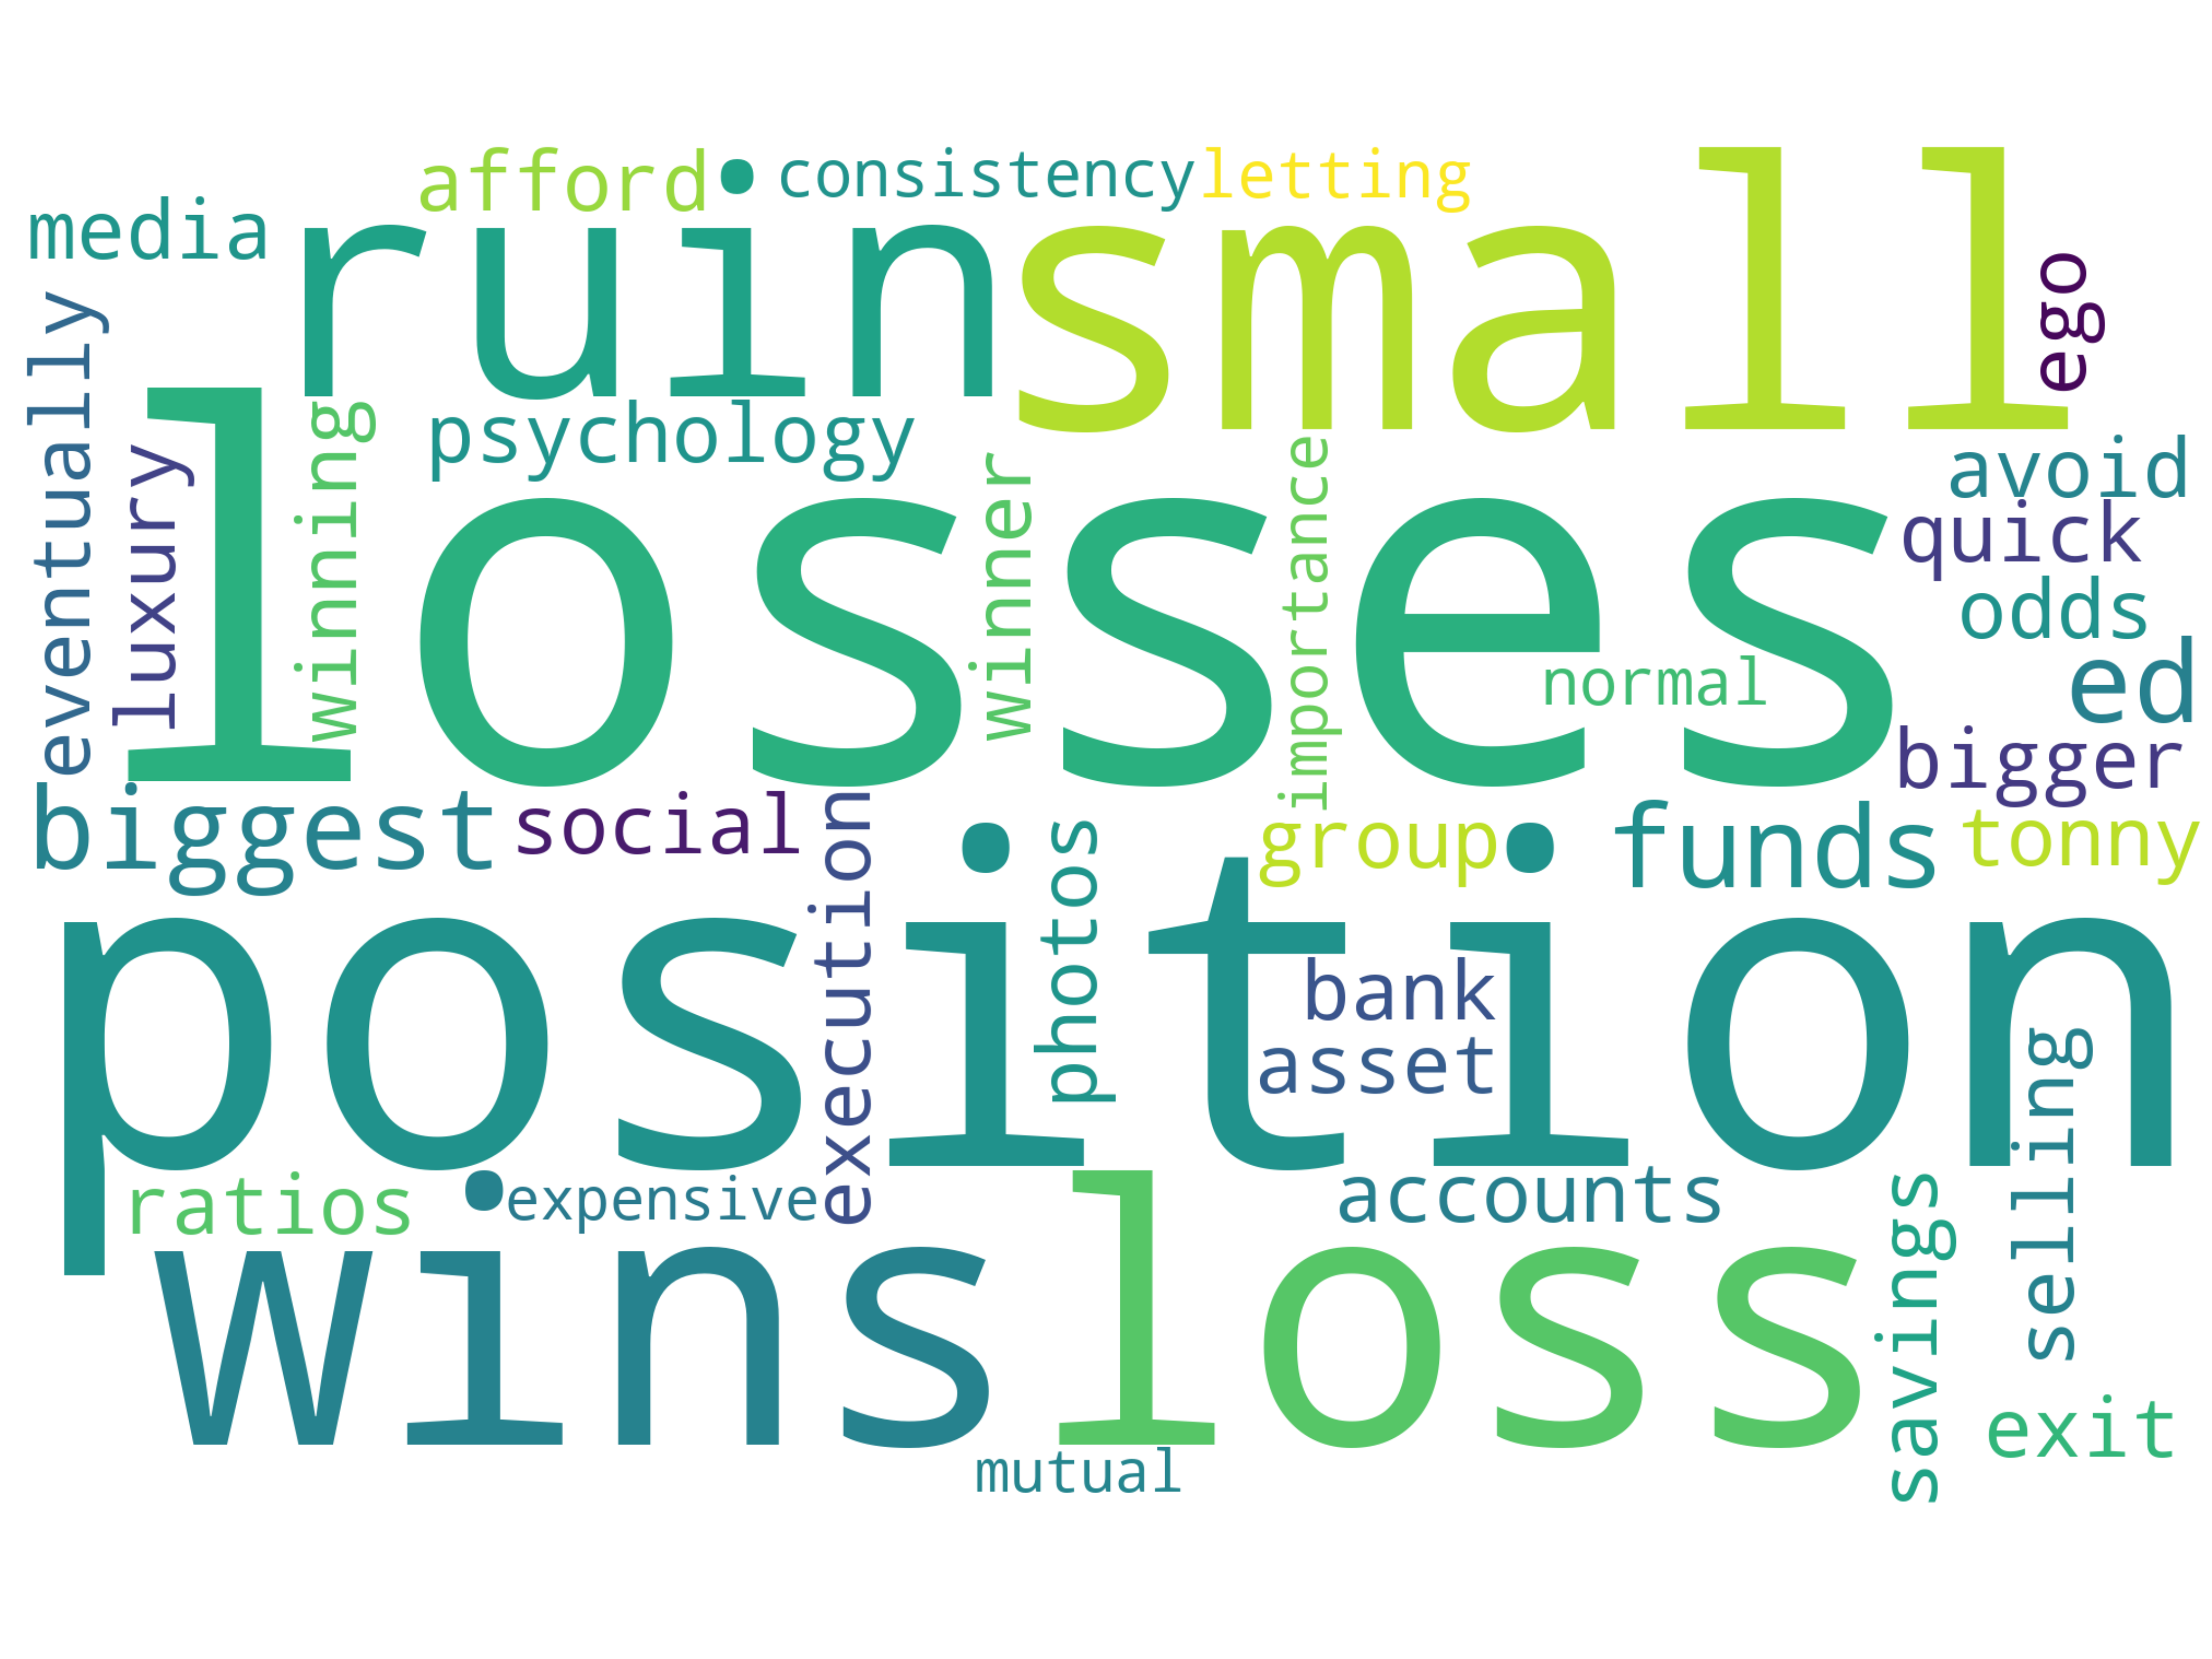 afford
consistency
letting
media
ruin
small
ego
eventually
luxury
winning
psychology
losses
winner
importance
normal
avoid
quick
odds
ed
bigger
biggest
social
execution
photos
group
funds
tonny
position
bank
asset
selling
ratios
expensive
accounts
wins
loss
savings
exit
mutual